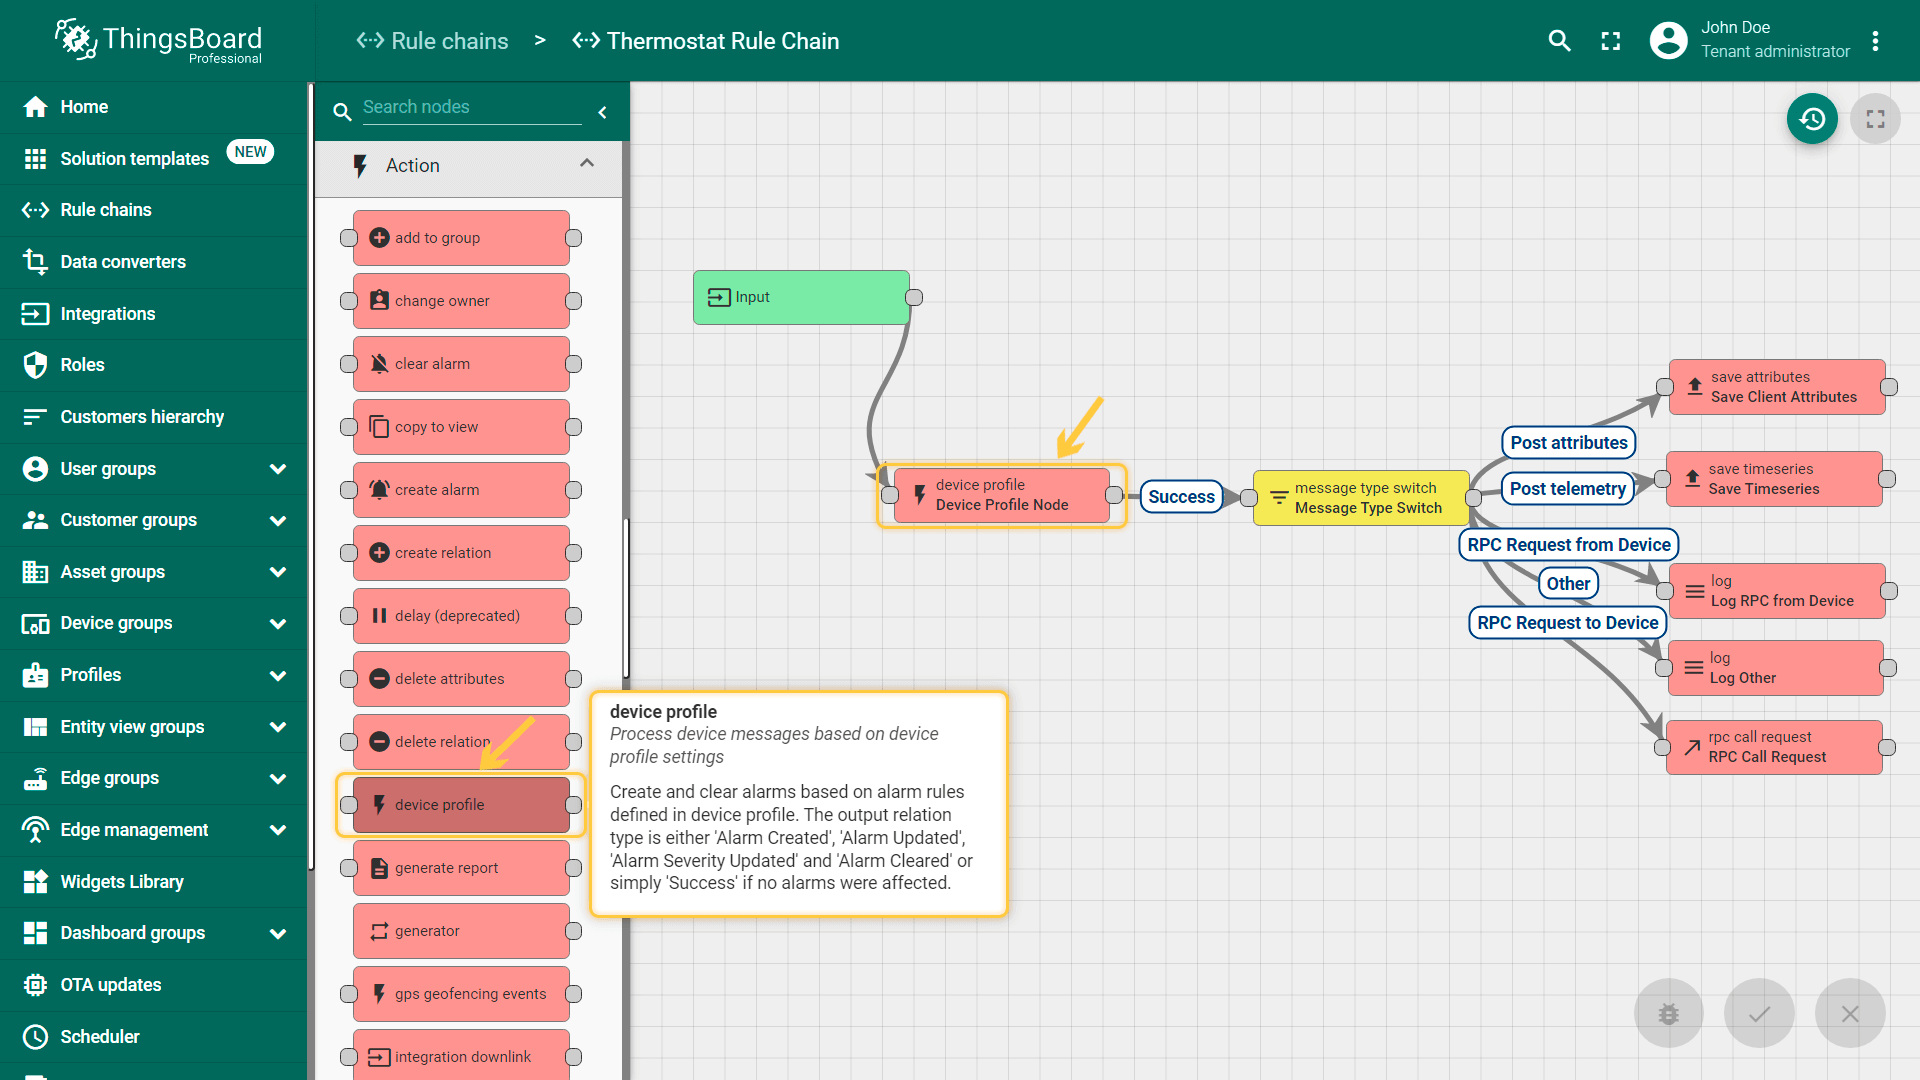 ThingsBoard
Professional
Rule chains > Thermostat Rule Chain
John Doe
Tenant administrator
Home
Solution templates NEW
Rule chains
Data converters
Integrations
Roles
Customers hierarchy
User groups
Customer groups
Asset groups
Device groups
Profiles
Entity view groups
Edge groups
Edge management
Widgets Library
Dashboard groups
OTA updates
Scheduler
Search nodes
Action
add to group
change owner
clear alarm
copy to view
create alarm
create relation
delay (deprecated)
delete attributes
delete relation
device profile
generate report
generator
gps geofencing events
integration downlink
device profile
Process device messages based on device
profile settings
Create and clear alarms based on alarm rules
defined in device profile. The output relation
type is either 'Alarm Created', 'Alarm Updated',
'Alarm Severity Updated' and 'Alarm Cleared' or
simply 'Success' if no alarms were affected.
Input
device profile
Device Profile Node
Success
message type switch
Message Type Switch
Post attributes
Post telemetry
RPC Request from Device
Other
RPC Request to Device
save attributes
Save Client Attributes
save timeseries
Save Timeseries
log
Log RPC from Device
log
Log Other
rpc call request
RPC Call Request